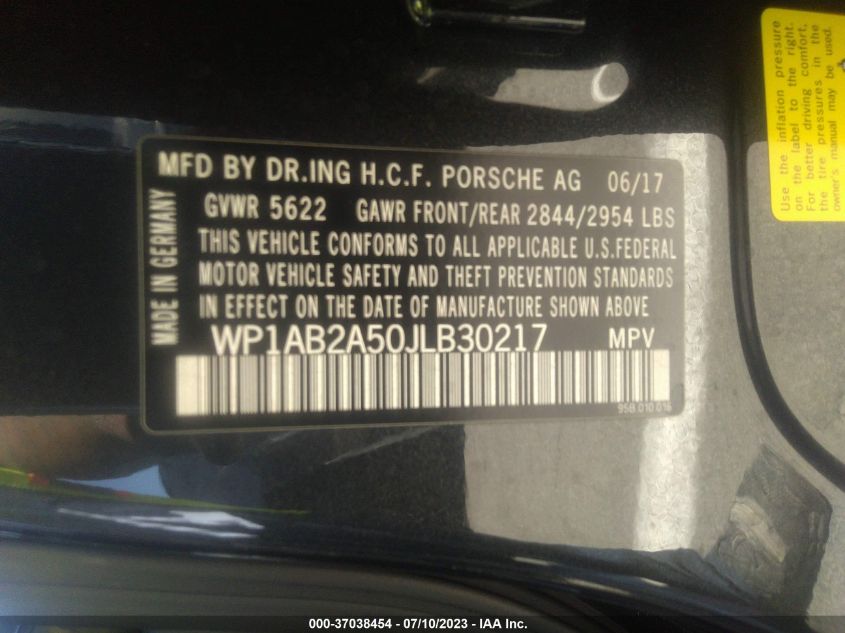 MFD BY DR.ING H.C.F. PORSCHE AG 06/17
GVWR 5622 GAWR FRONT/REAR 2844/2954 LBS
THIS VEHICLE CONFORMS TO ALL APPLICABLE U.S.FEDERAL
MOTOR VEHICLE SAFETY AND THEFT PREVENTION STANDARDS
IN EFFECT ON THE DATE OF MANUFACTURE SHOWN ABOVE
WP1AB2A50JLB30217 MPV
95B.010.016
MADE IN GERMANY
Use the inflation pressure
on the label to the right.
For better driving comfort,
the tire pressures in the
owner's manual may be used.
000-37038454 - 07/10/2023 - IAA Inc.